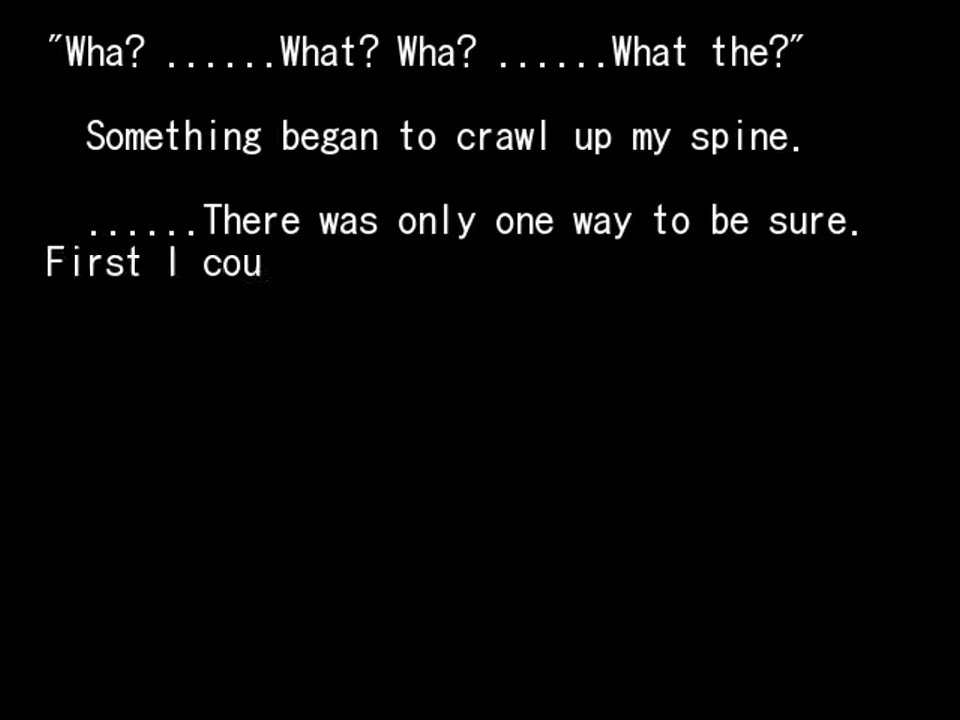 "Wha? ......What? Wha? ......What the?"
Something began to crawl up my spine.
......There was only one way to be sure.
First I cou